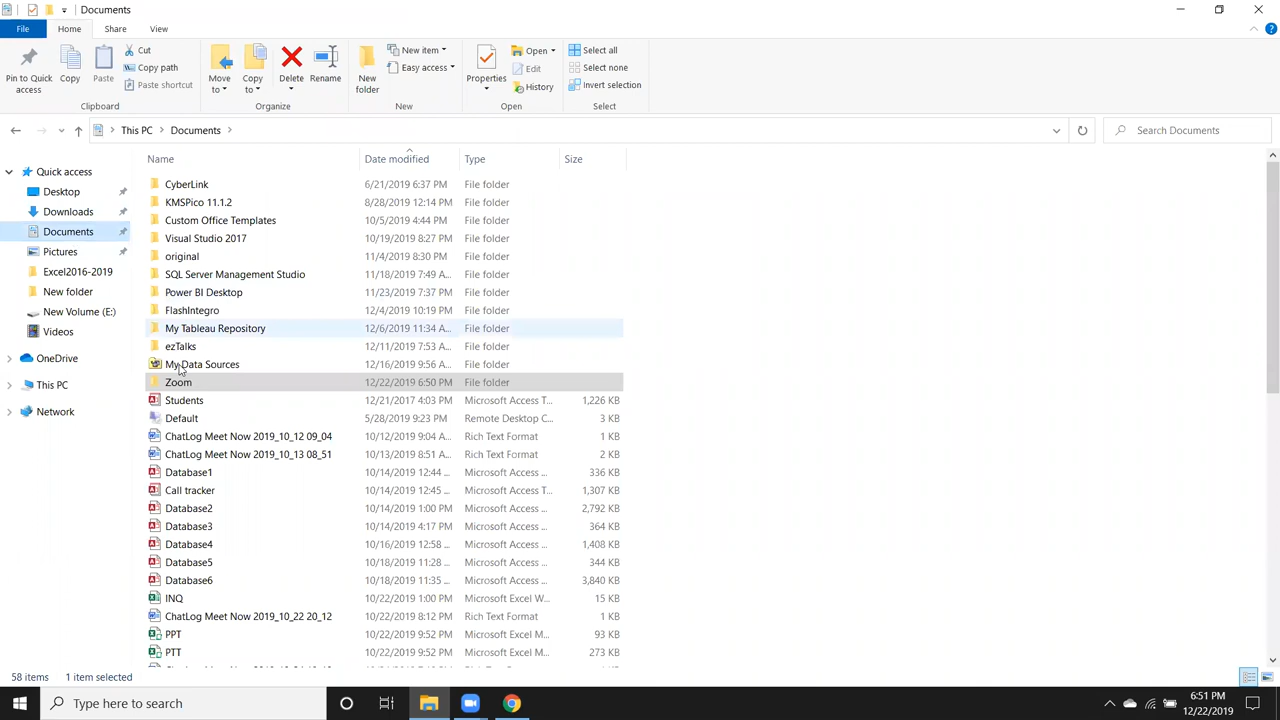 Documents
File Home Share View
Pin to Quick access
Copy
Paste
Cut
Copy path
Paste shortcut
Clipboard
Move to
Copy to
Delete
Rename
Organize
New folder
New item
Easy access
New
Properties
Open
Edit
History
Open
Select all
Select none
Invert selection
Select
This PC Documents
Search Documents
Quick access
Desktop
Downloads
Documents
Pictures
Excel2016-2019
New folder
New Volume (E:)
Videos
OneDrive
This PC
Network
Name Date modified Type Size
CyberLink 6/21/2019 6:37 PM File folder
KMSPico 11.1.2 8/28/2019 12:14 PM File folder
Custom Office Templates 10/5/2019 4:44 PM File folder
Visual Studio 2017 10/19/2019 8:27 PM File folder
original 11/4/2019 8:30 PM File folder
SQL Server Management Studio 11/18/2019 7:49 A... File folder
Power BI Desktop 11/23/2019 7:37 PM File folder
FlashIntegro 12/4/2019 10:19 PM File folder
My Tableau Repository 12/6/2019 11:34 A... File folder
ezTalks 12/11/2019 7:53 A... File folder
My Data Sources 12/16/2019 9:56 A... File folder
Zoom 12/22/2019 6:50 PM File folder
Students 12/21/2017 4:03 PM Microsoft Access T... 1,226 KB
Default 5/28/2019 9:23 PM Remote Desktop C... 3 KB
ChatLog Meet Now 2019_10_12 09_04 10/12/2019 9:04 A... Rich Text Format 1 KB
ChatLog Meet Now 2019_10_13 08_51 10/13/2019 8:51 A... Rich Text Format 2 KB
Database1 10/14/2019 12:44 ... Microsoft Access ... 336 KB
Call tracker 10/14/2019 12:45 ... Microsoft Access T... 1,307 KB
Database2 10/14/2019 1:00 PM Microsoft Access ... 2,792 KB
Database3 10/14/2019 4:17 PM Microsoft Access ... 364 KB
Database4 10/16/2019 12:58 ... Microsoft Access ... 1,408 KB
Database5 10/18/2019 11:28 ... Microsoft Access ... 344 KB
Database6 10/18/2019 11:35 ... Microsoft Access ... 3,840 KB
INQ 10/22/2019 1:00 PM Microsoft Excel W... 15 KB
ChatLog Meet Now 2019_10_22 20_12 10/22/2019 8:12 PM Rich Text Format 1 KB
PPT 10/22/2019 9:52 PM Microsoft Excel M... 93 KB
PTT 10/22/2019 9:52 PM Microsoft Excel M... 273 KB
58 items 1 item selected
Type here to search
6:51 PM
12/22/2019